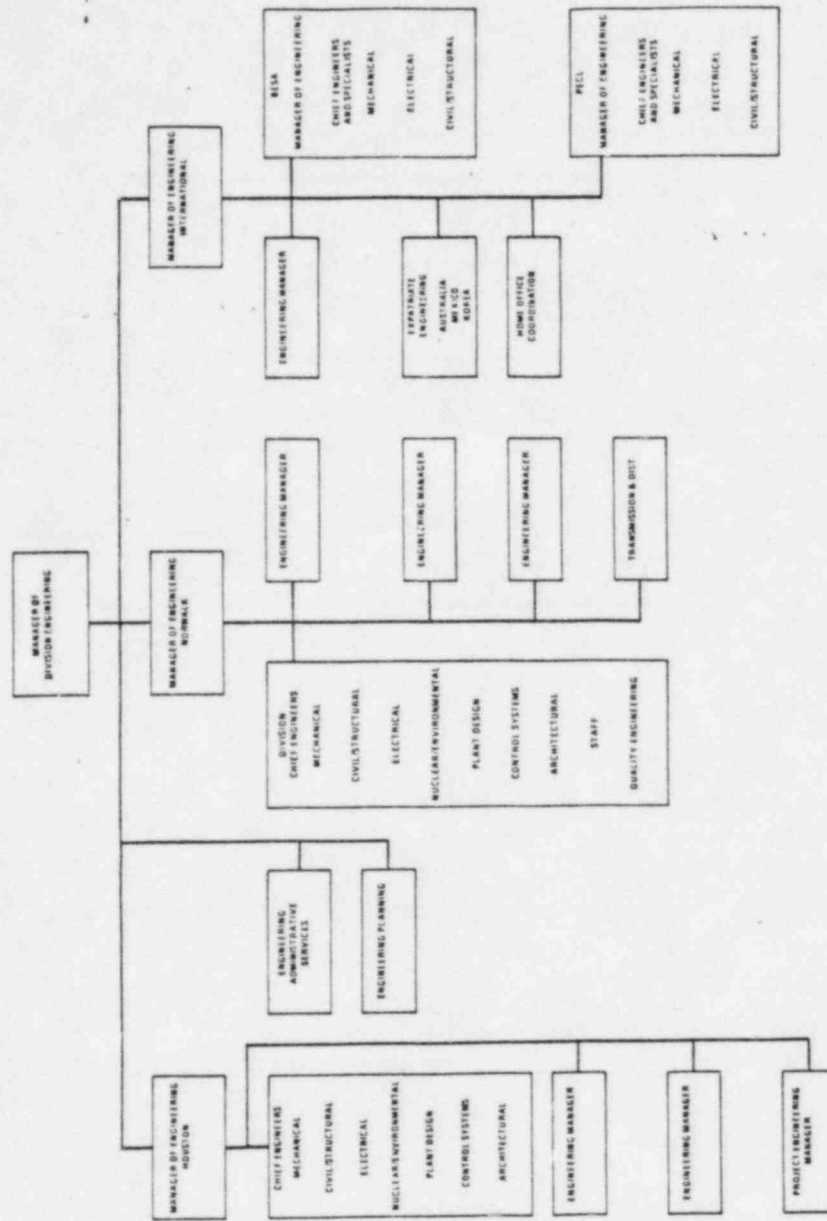 MANAGER OF
DIVISION ENGINEERING
MANAGER OF ENGINEERING
HOUSTON
CHIEF ENGINEERS
MECHANICAL
CIVIL/STRUCTURAL
ELECTRICAL
NUCLEAR/ENVIRONMENTAL
PLANT DESIGN
CONTROL SYSTEMS
ARCHITECTURAL
ENGINEERING MANAGER
ENGINEERING MANAGER
PROJECT ENGINEERING
MANAGER
ENGINEERING
ADMINISTRATIVE
SERVICES
ENGINEERING PLANNING
MANAGER OF ENGINEERING
NORWALK
DIVISION
CHIEF ENGINEERS
MECHANICAL
CIVIL/STRUCTURAL
ELECTRICAL
NUCLEAR/ENVIRONMENTAL
PLANT DESIGN
CONTROL SYSTEMS
ARCHITECTURAL
STAFF
QUALITY ENGINEERING
ENGINEERING MANAGER
ENGINEERING MANAGER
ENGINEERING MANAGER
TRANSMISSION & DIST
MANAGER OF ENGINEERING
INTERNATIONAL
ENGINEERING MANAGER
EXPATRIATE
ENGINEERING
AUSTRALIA
MEXICO
KOREA
HOME OFFICE
COORDINATION
BESA
MANAGER OF ENGINEERING
CHIEF ENGINEERS
AND SPECIALISTS
MECHANICAL
ELECTRICAL
CIVIL/STRUCTURAL
PECL
MANAGER OF ENGINEERING
CHIEF ENGINEERS
AND SPECIALISTS
MECHANICAL
ELECTRICAL
CIVIL/STRUCTURAL